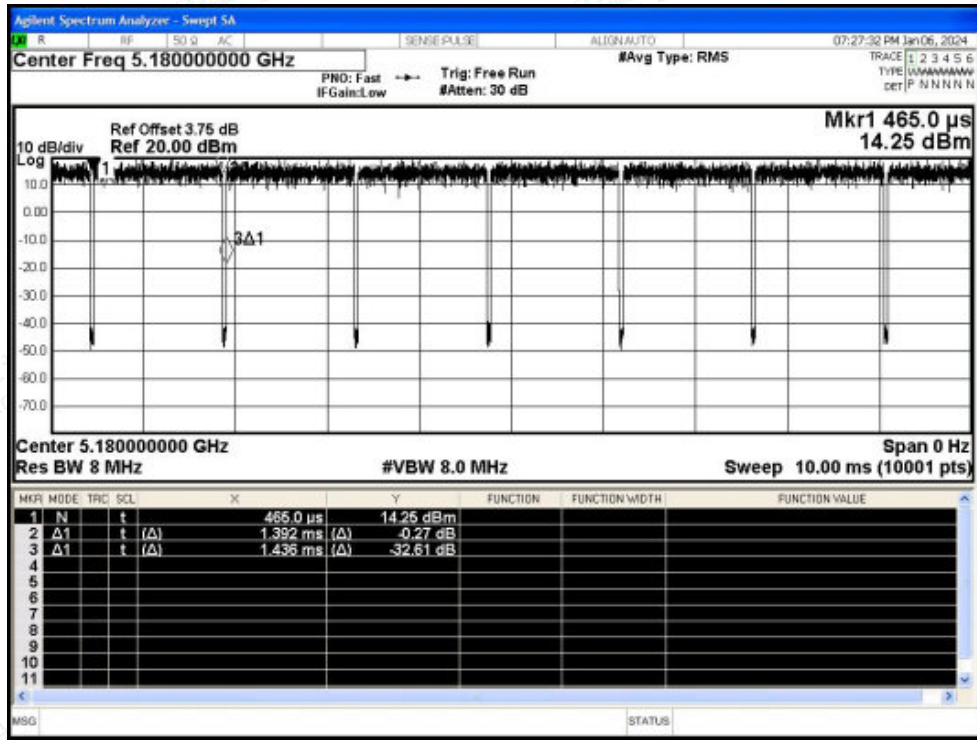 Agilent Spectrum Analyzer - Swept SA
R RF 50 Ω AC SENSE:PULSE ALIGN AUTO 07:27:32 PM Jan 06, 2024
Center Freq 5.180000000 GHz #Avg Type: RMS TRACE 1 2 3 4 5 6
PNO: Fast Trig: Free Run TYPE
IFGain:Low #Atten: 30 dB DET P N N N N N
Mkr1 465.0 µs
Ref Offset 3.75 dB
10 dB/div Ref 20.00 dBm 14.25 dBm
Log
1
10.0
0.00
-10.0
3Δ1
-20.0
-30.0
-40.0
-50.0
-60.0
-70.0
Center 5.180000000 GHz Span 0 Hz
Res BW 8 MHz #VBW 8.0 MHz Sweep 10.00 ms (10001 pts)
MKR MODE TRC SCL X Y FUNCTION FUNCTION WIDTH FUNCTION VALUE
1 N t 465.0 µs 14.25 dBm
2 Δ1 t (Δ) 1.392 ms (Δ) -0.27 dB
3 Δ1 t (Δ) 1.436 ms (Δ) -32.61 dB
4
5
6
7
8
9
10
11
MSG STATUS